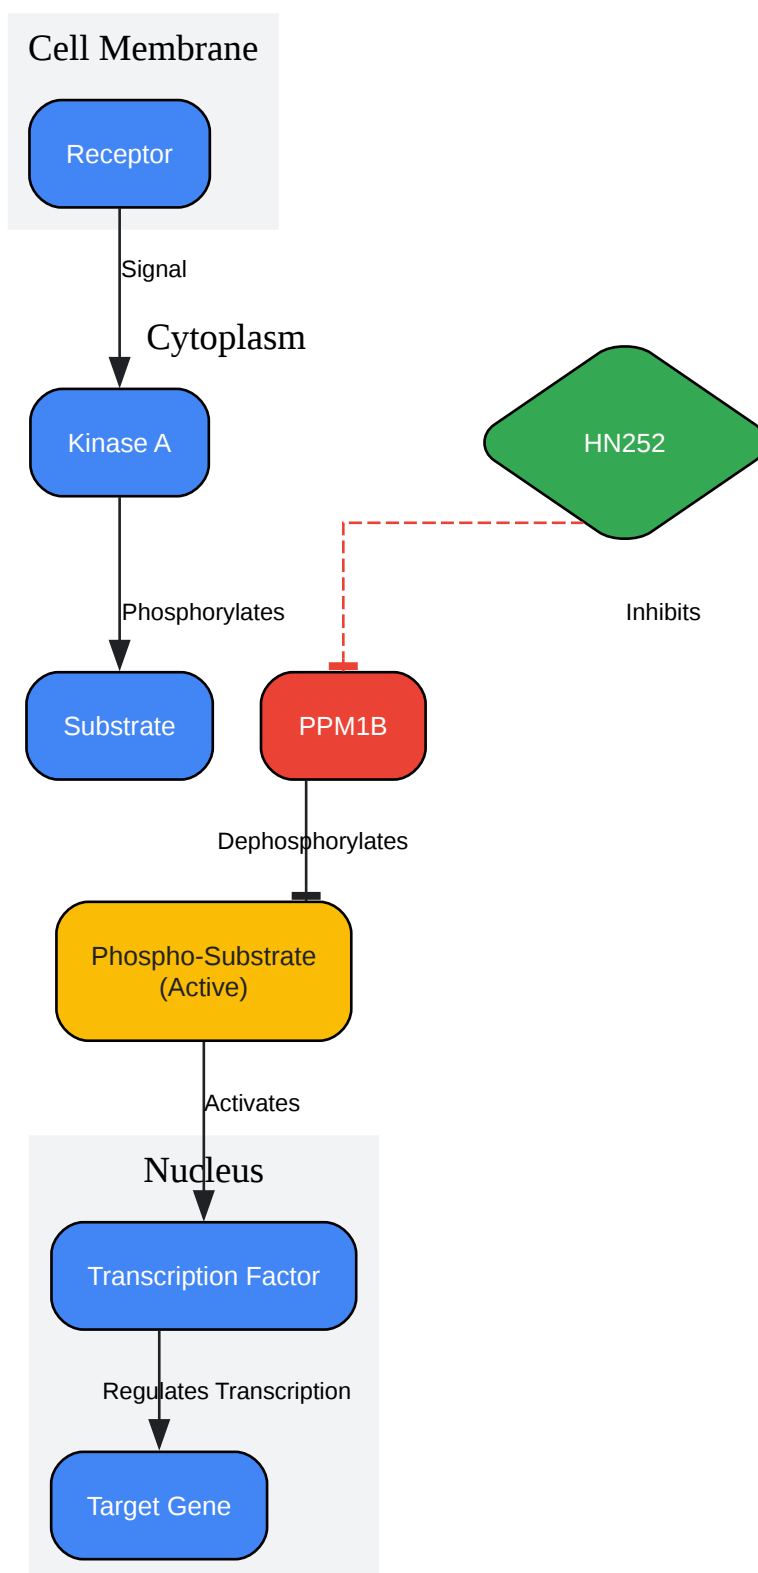 Cell Membrane
Receptor
Signal
Cytoplasm
Kinase A
HN252
Phosphorylates
Inhibits
Substrate
PPM1B
Dephosphorylates
Phospho-Substrate
(Active)
Activates
Nucleus
Transcription Factor
Regulates Transcription
Target Gene